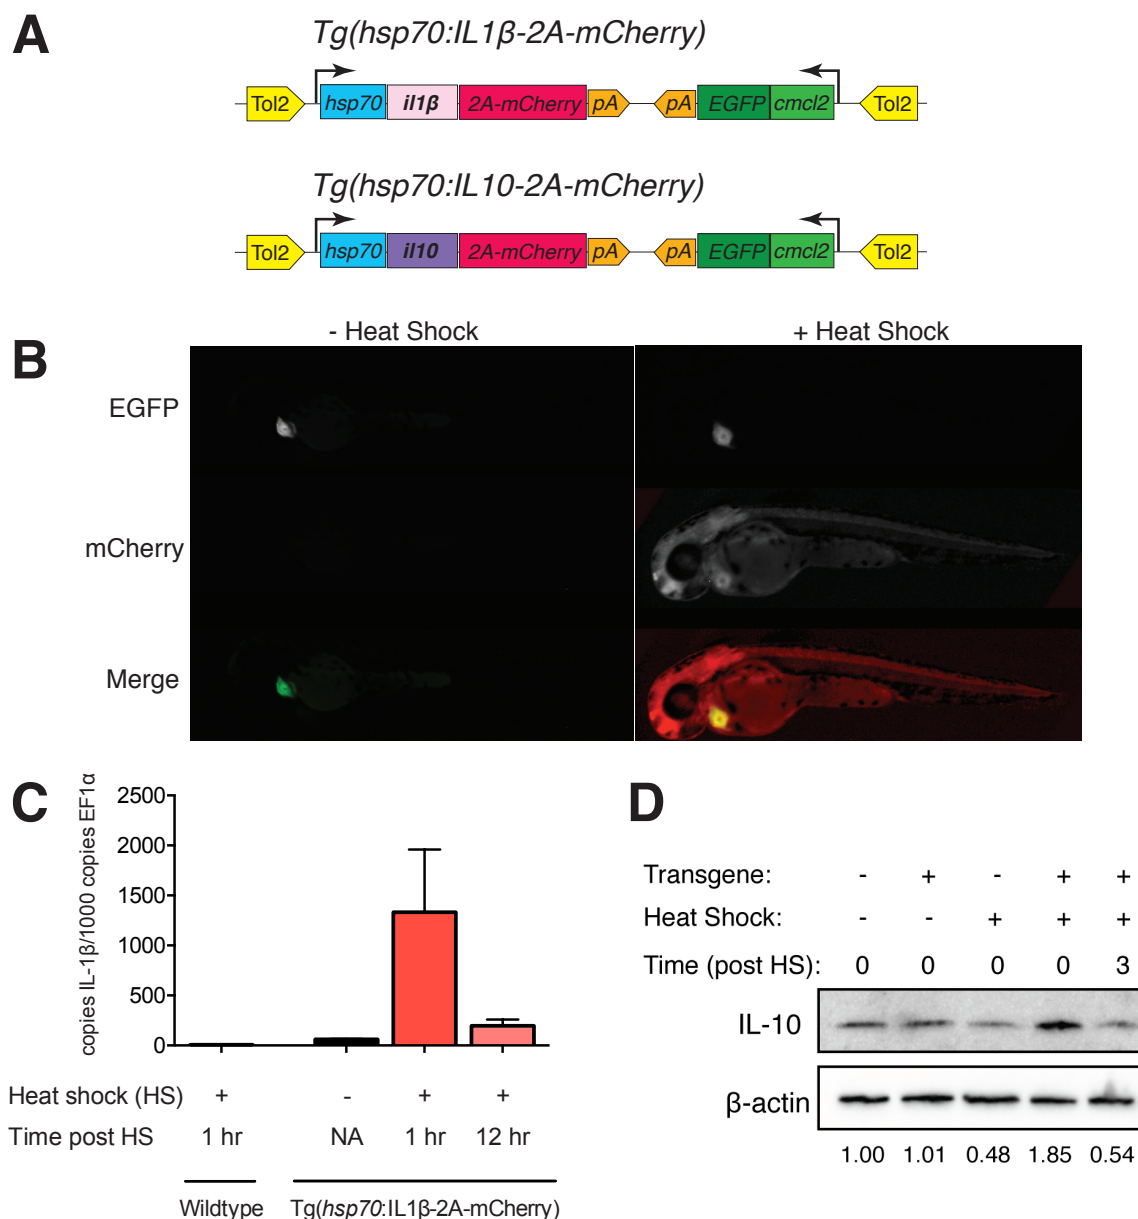 A
Tg(hsp70:IL1β-2A-mCherry)
Tol2 hsp70 il1β 2A-mCherry pA pA EGFP cmcl2 Tol2
Tg(hsp70:IL10-2A-mCherry)
Tol2 hsp70 il10 2A-mCherry pA pA EGFP cmcl2 Tol2
B
- Heat Shock + Heat Shock
EGFP
mCherry
Merge
C
copies IL-1β/1000 copies EF1α
2500
2000
1500
1000
500
0
Heat shock (HS) + - + +
Time post HS 1 hr NA 1 hr 12 hr
Wildtype Tg(hsp70:IL1β-2A-mCherry)
D
Transgene: - + - + +
Heat Shock: - - + + +
Time (post HS): 0 0 0 0 3
IL-10
β-actin
1.00 1.01 0.48 1.85 0.54